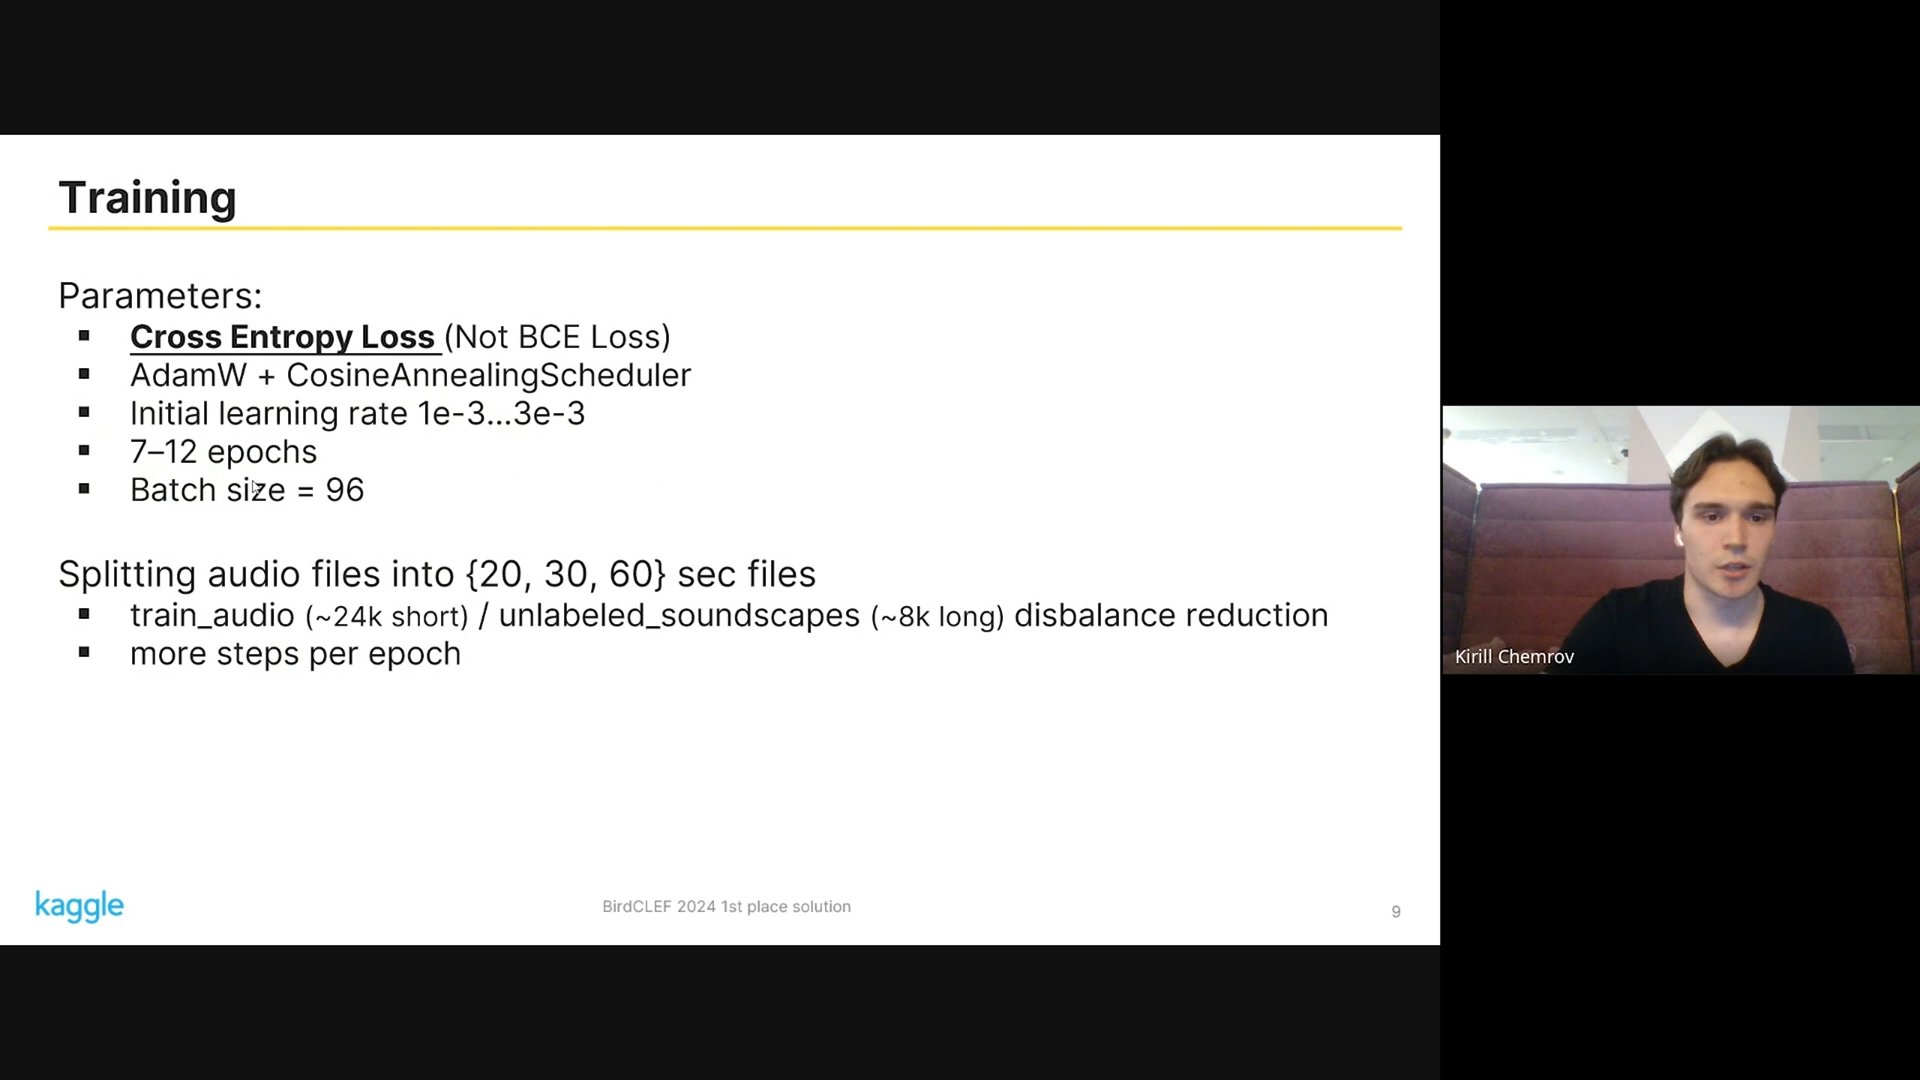 Training
Parameters:
▪ Cross Entropy Loss (Not BCE Loss)
▪ AdamW + CosineAnnealingScheduler
▪ Initial learning rate 1e-3...3e-3
▪ 7–12 epochs
▪ Batch size = 96
Splitting audio files into {20, 30, 60} sec files
▪ train_audio (~24k short) / unlabeled_soundscapes (~8k long) disbalance reduction
▪ more steps per epoch
kaggle
BirdCLEF 2024 1st place solution
9
Kirill Chemrov